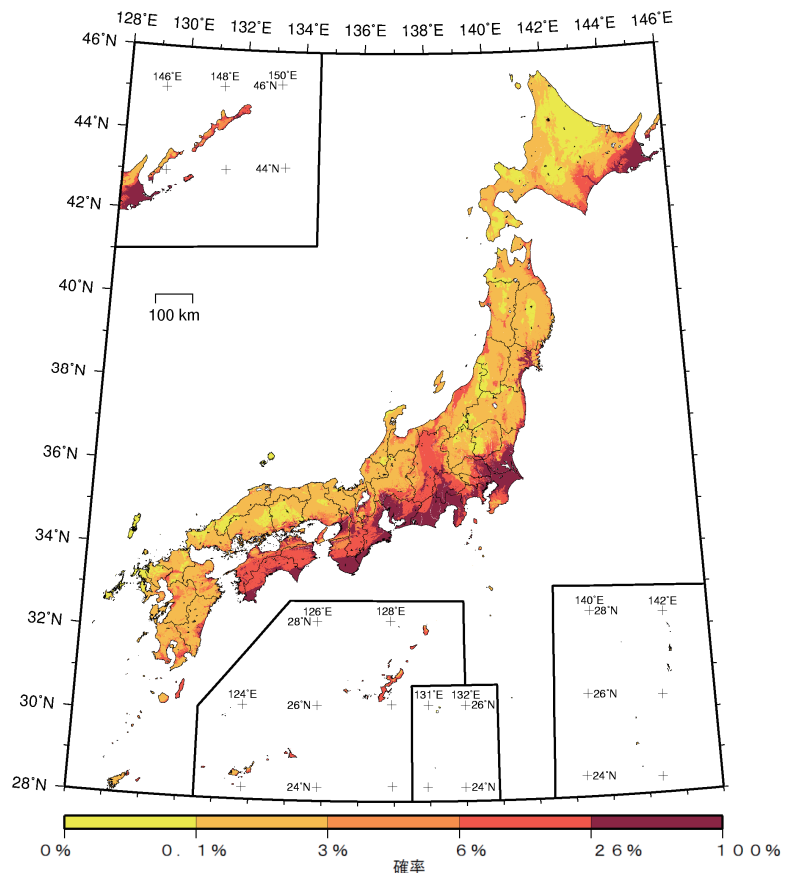 128˚E 130˚E 132˚E 134˚E 136˚E 138˚E 140˚E 142˚E 144˚E 146˚E
46˚N
146˚E 148˚E 150˚E
46˚N
44˚N
44˚N
42˚N
40˚N
100 km
38˚N
36˚N
34˚N
32˚N
126˚E 128˚E
28˚N
140˚E 142˚E
28˚N
124˚E
26˚N
131˚E 132˚E
26˚N
26˚N
30˚N
24˚N
24˚N
24˚N
28˚N
0% 0.1% 3% 6% 26% 100%
確率